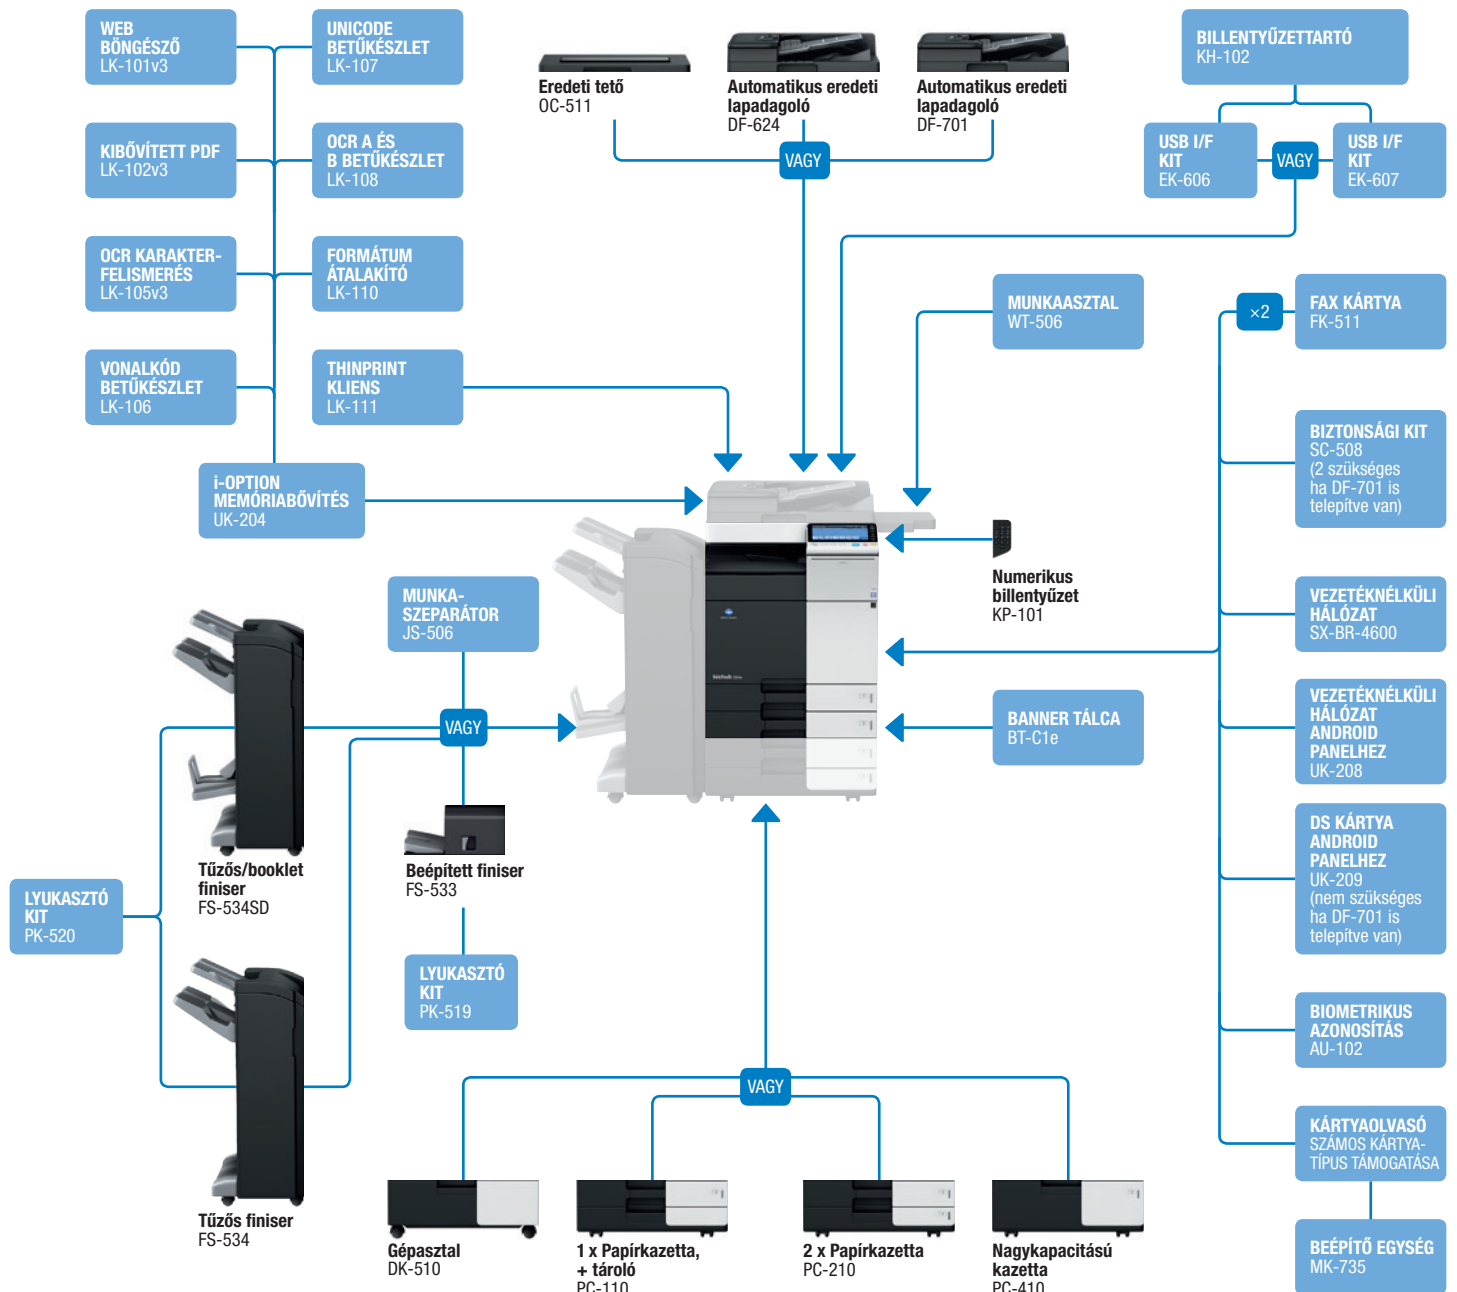 WEB
BÖNGÉSZŐ
LK-101v3
UNICODE
BETŰKÉSZLET
LK-107
KIBŐVÍTETT PDF
LK-102v3
OCR A ÉS
B BETŰKÉSZLET
LK-108
OCR KARAKTER-
FELISMERÉS
LK-105v3
FORMÁTUM
ÁTALAKÍTÓ
LK-110
VONALKÓD
BETŰKÉSZLET
LK-106
THINPRINT
KLIENS
LK-111
i-OPTION
MEMÓRIABŐVÍTÉS
UK-204
Eredeti tető
OC-511
Automatikus eredeti
lapadagoló
DF-624
Automatikus eredeti
lapadagoló
DF-701
VAGY
BILLENTYŰZETTARTÓ
KH-102
USB I/F
KIT
EK-606
VAGY
USB I/F
KIT
EK-607
MUNKAASZTAL
WT-506
×2
FAX KÁRTYA
FK-511
BIZTONSÁGI KIT
SC-508
(2 szükséges
ha DF-701 is
telepítve van)
Numerikus
billentyűzet
KP-101
VEZETÉKNÉLKÜLI
HÁLÓZAT
SX-BR-4600
MUNKA-
SZEPARÁTOR
JS-506
VAGY
BANNER TÁLCA
BT-C1e
VEZETÉKNÉLKÜLI
HÁLÓZAT
ANDROID
PANELHEZ
UK-208
DS KÁRTYA
ANDROID
PANELHEZ
UK-209
(nem szükséges
ha DF-701 is
telepítve van)
Tűzős/booklet
finiser
FS-534SD
Beépített finiser
FS-533
LYUKASZTÓ
KIT
PK-520
LYUKASZTÓ
KIT
PK-519
BIOMETRIKUS
AZONOSÍTÁS
AU-102
VAGY
KÁRTYAOLVASÓ
SZÁMOS KÁRTYA-
TÍPUS TÁMOGATÁSA
Tűzős finiser
FS-534
Gépasztal
DK-510
1 x Papírkazetta,
+ tároló
PC-110
2 x Papírkazetta
PC-210
Nagykapacitású
kazetta
PC-410
BEÉPÍTŐ EGYSÉG
MK-735